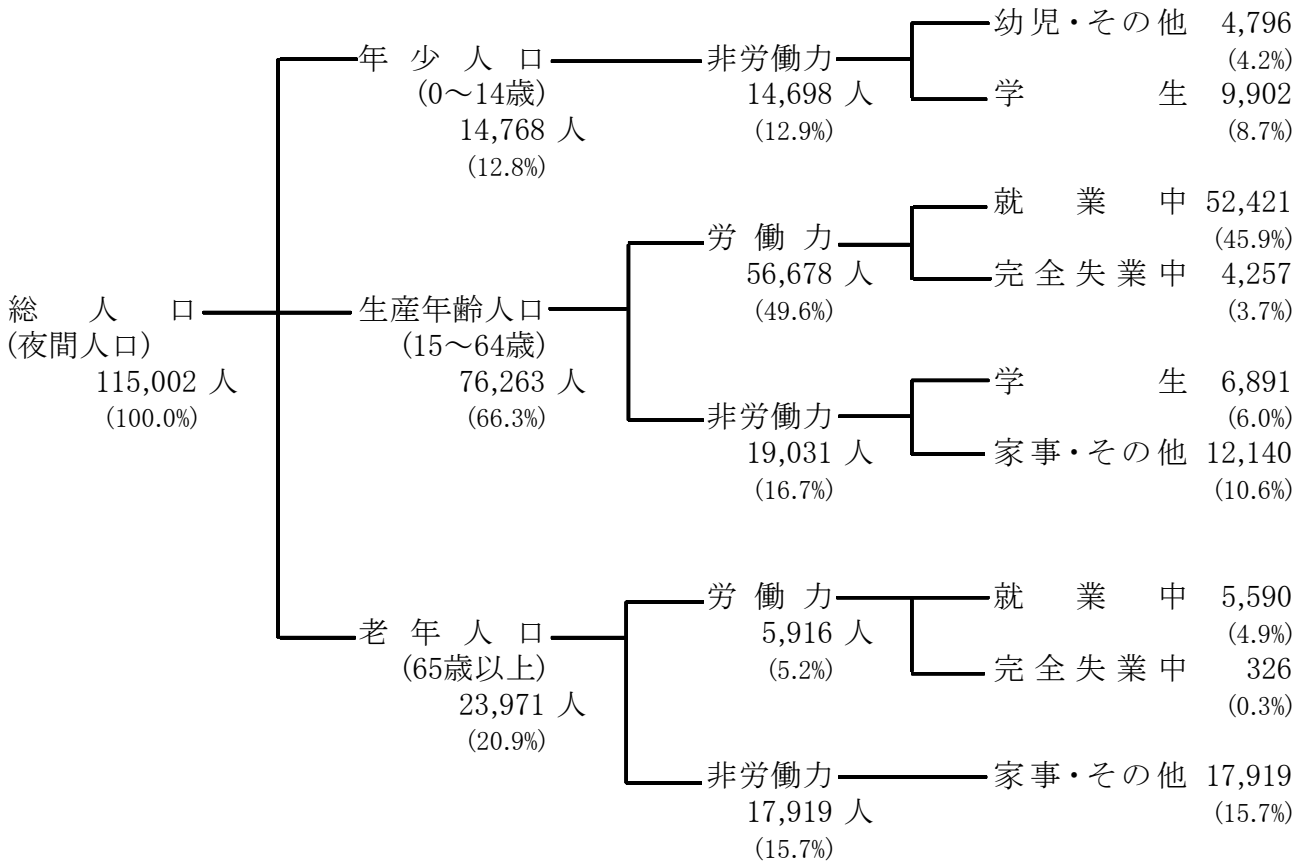 総人口
(夜間人口)
115,002 人
(100.0%)
年少人口
(0～14歳)
14,768 人
(12.8%)
非労働力
14,698 人
(12.9%)
幼児・その他 4,796
(4.2%)
学生 9,902
(8.7%)
生産年齢人口
(15～64歳)
76,263 人
(66.3%)
労働力
56,678 人
(49.6%)
就業中 52,421
(45.9%)
完全失業中 4,257
(3.7%)
非労働力
19,031 人
(16.7%)
学生 6,891
(6.0%)
家事・その他 12,140
(10.6%)
老年人口
(65歳以上)
23,971 人
(20.9%)
労働力
5,916 人
(5.2%)
就業中 5,590
(4.9%)
完全失業中 326
(0.3%)
非労働力
17,919 人
(15.7%)
家事・その他 17,919
(15.7%)